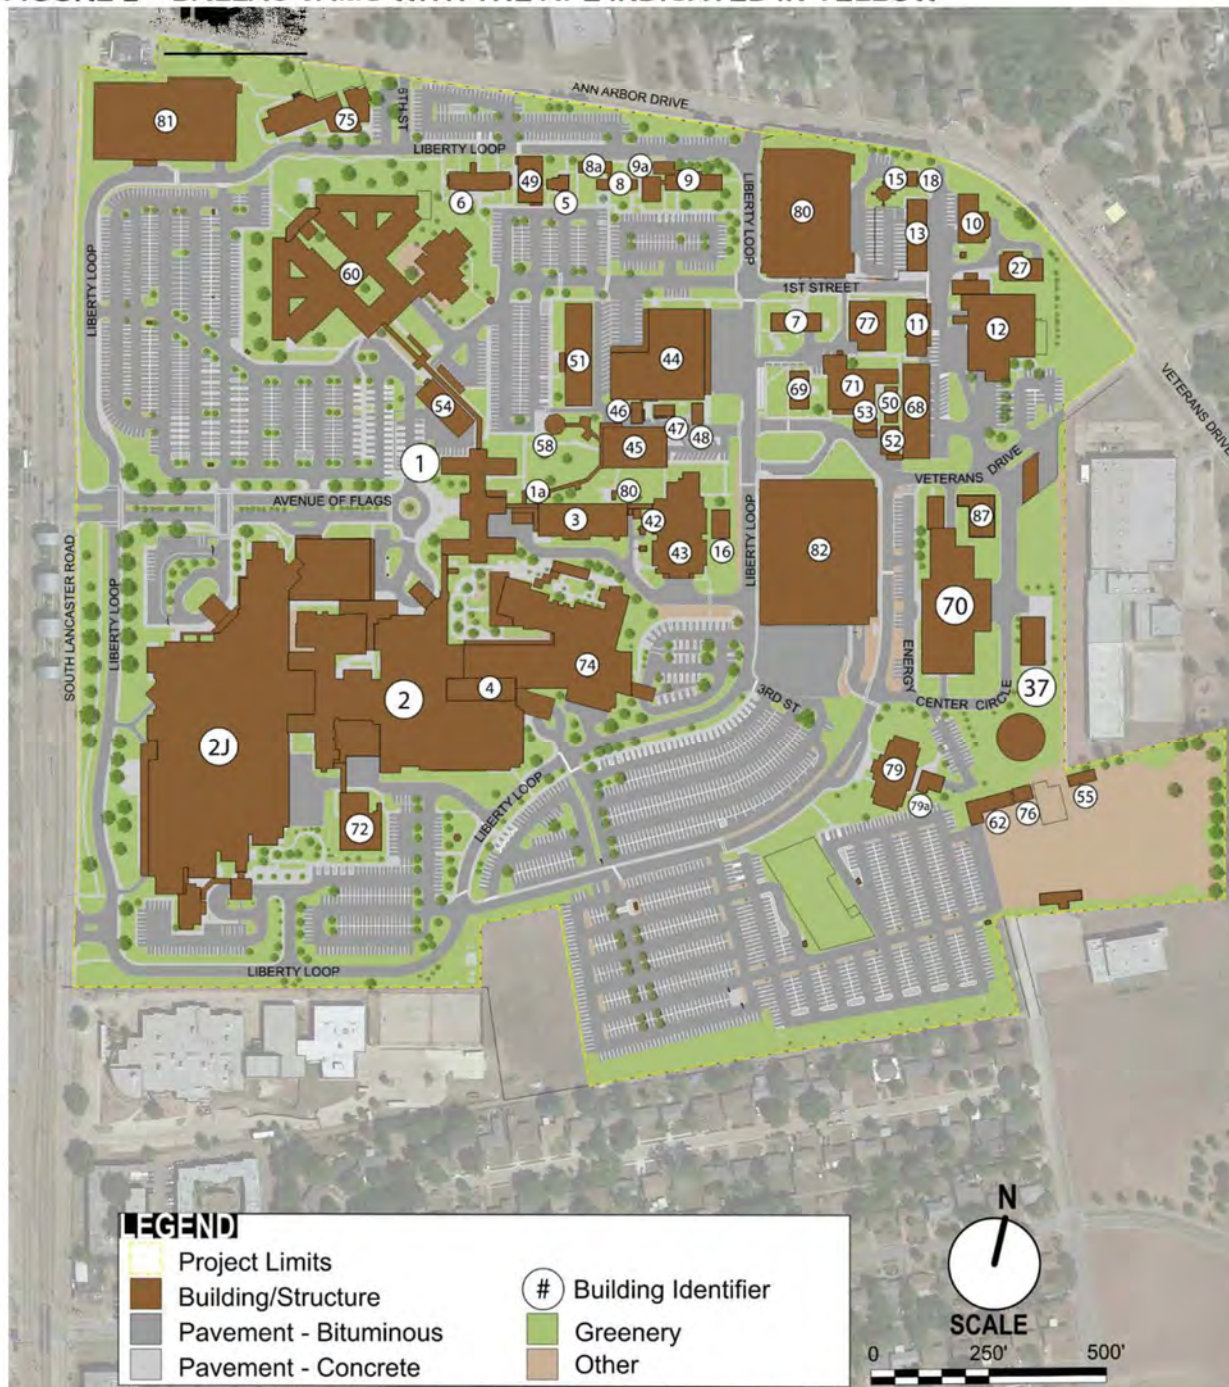 ANN ARBOR DRIVE
81
75
5TH ST
LIBERTY LOOP
8a
9a
49
6
5
8
9
15
18
80
13
10
LIBERTY LOOP
60
27
1ST STREET
LIBERTY LOOP
7
77
11
12
51
44
VETERANS DRIVE
69
71
50
54
46
53
68
47
58
45
48
52
1
VETERANS DRIVE
1a
80
AVENUE OF FLAGS
3
42
87
43
16
82
LIBERTY LOOP
SOUTH LANCASTER ROAD
LIBERTY LOOP
70
ENERGY
CENTER CIRCLE
74
4
2
37
3RD ST
2J
79
LIBERTY LOOP
79a
55
62
76
72
LIBERTY LOOP
LEGEND
Project Limits
Building/Structure
# Building Identifier
Pavement - Bituminous
Greenery
Pavement - Concrete
Other
N
SCALE
0 250' 500'